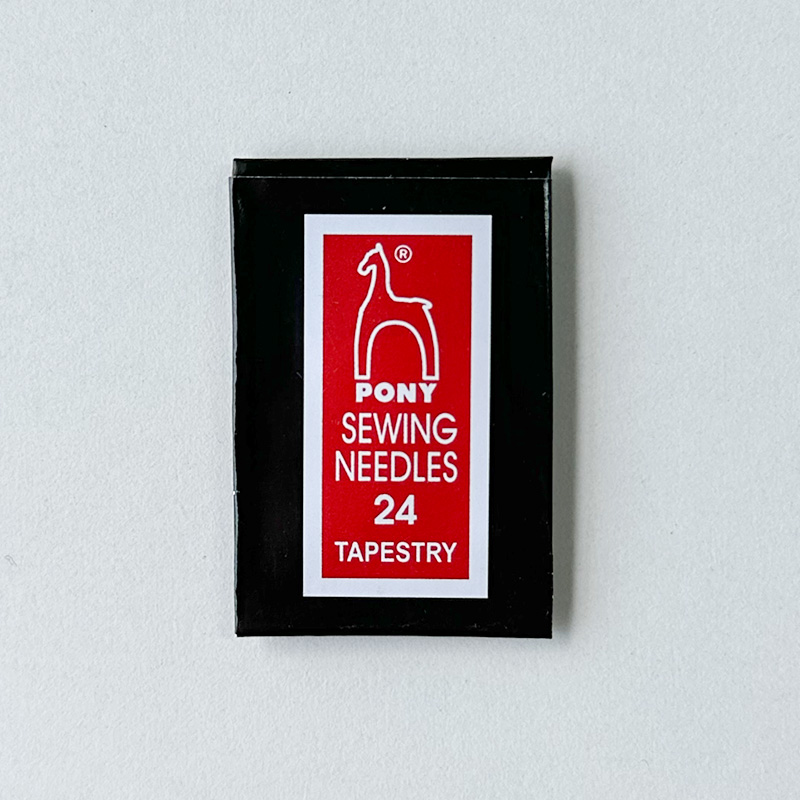 ®
PONY
SEWING
NEEDLES
24
TAPESTRY